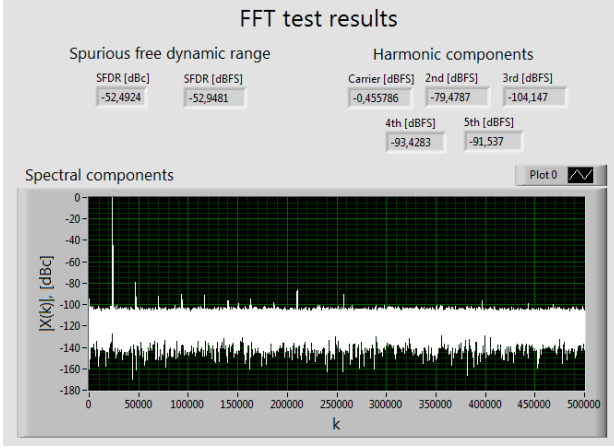 FFT test results
Spurious free dynamic range
Harmonic components
SFDR [dBc] SFDR [dBFS]
Carrier [dBFS] 2nd [dBFS] 3rd [dBFS]
-52,4924 -52,9481
-0,455786 -79,4787 -104,147
4th [dBFS] 5th [dBFS]
-93,4283 -91,537
Spectral components
Plot 0
|X(k)|, [dBc]
0
-20
-40
-60
-80
-100
-120
-140
-160
-180
0 50000 100000 150000 200000 250000 300000 350000 400000 450000 500000
k